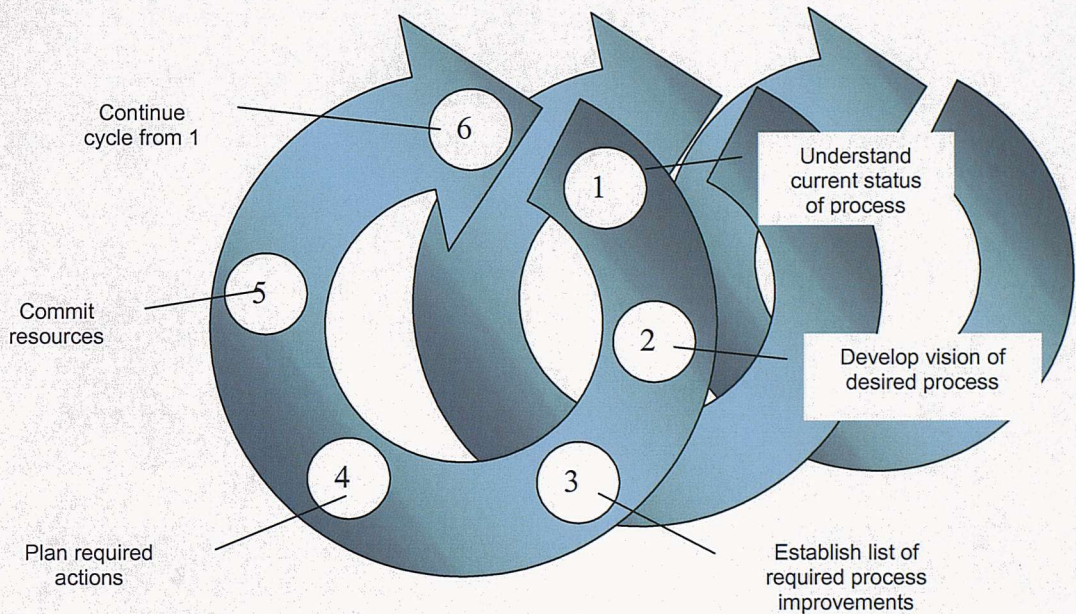 6
Continue
cycle from 1
1
Understand
current status
of process
5
Commit
resources
2
Develop vision of
desired process
4
3
Plan required
actions
Establish list of
required process
improvements